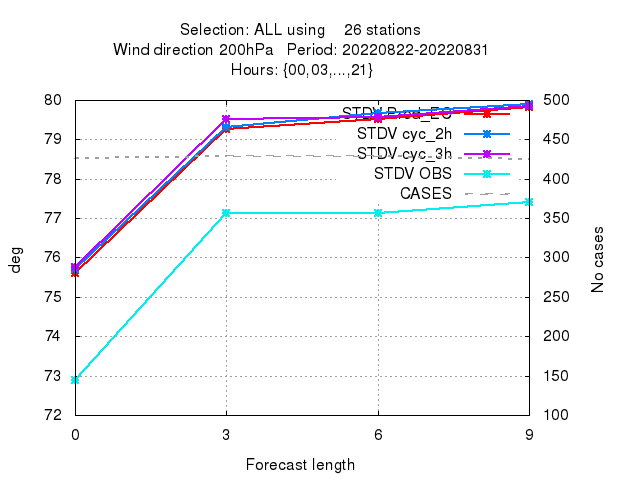 Selection: ALL using 26 stations
Wind direction 200hPa Period: 20220822-20220831
Hours: {00,03,...,21}
80 500
STDV
79 STDV cyc_2h 450
STDV cyc_3h
78 STDV OBS 400
CASES
77 350
76 300
deg
No cases
75 250
74 200
73 150
72 100
0 3 6 9
Forecast length